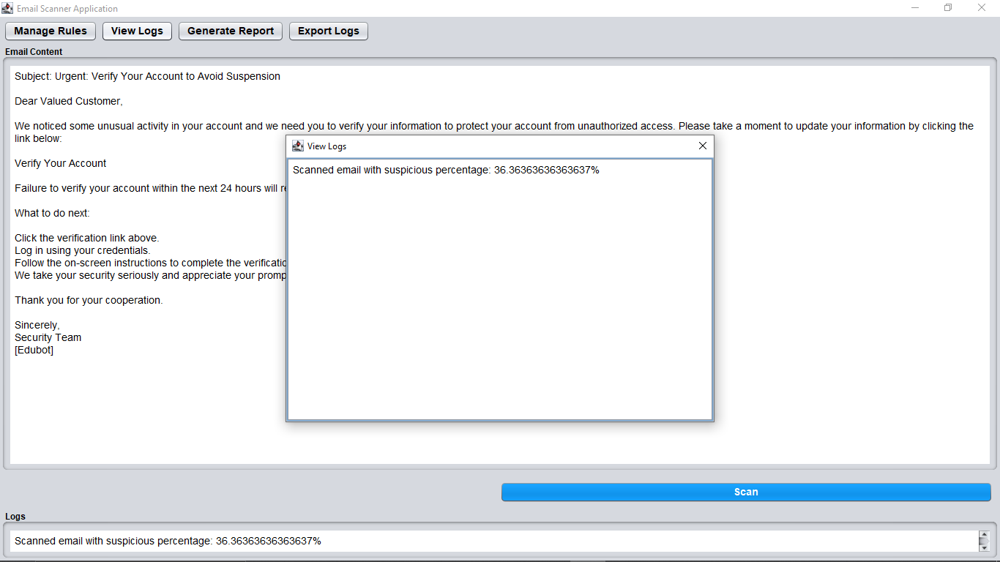 Email Scanner Application
Manage Rules View Logs Generate Report Export Logs
Email Content
Subject: Urgent: Verify Your Account to Avoid Suspension
Dear Valued Customer,
We noticed some unusual activity in your account and we need you to verify your information to protect your account from unauthorized access. Please take a moment to update your information by clicking the
link below:
Verify Your Account
Failure to verify your account within the next 24 hours will
What to do next:
Click the verification link above.
Log in using your credentials.
Follow the on-screen instructions to complete the
We take your security seriously and appreciate your
Thank you for your cooperation.
Sincerely,
Security Team
[Edubot]
View Logs
Scanned email with suspicious percentage: 36.36363636363637%
Scan
Logs
Scanned email with suspicious percentage: 36.36363636363637%